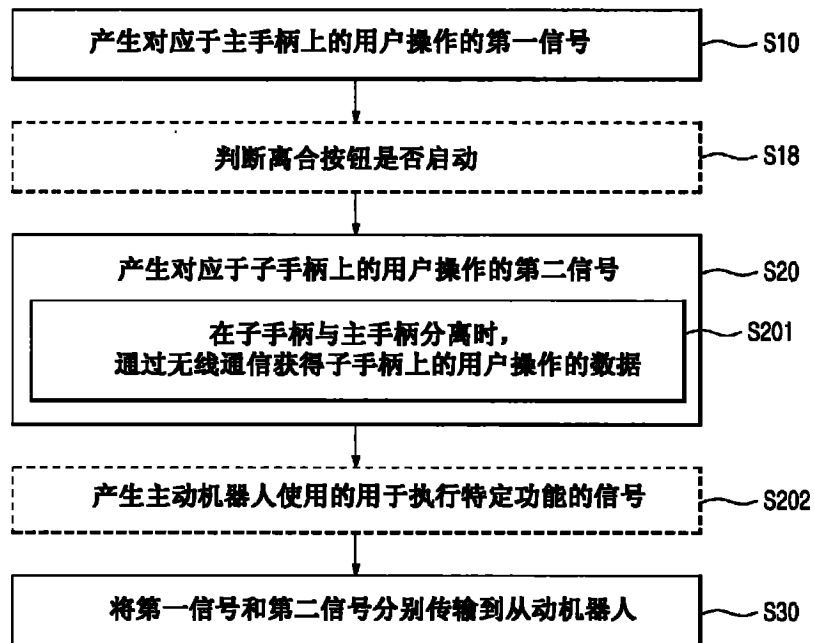 产生对应于主手柄上的用户操作的第一信号
S10
判断离合按钮是否启动
S18
产生对应于子手柄上的用户操作的第二信号
S20
在子手柄与主手柄分离时，
S201
通过无线通信获得子手柄上的用户操作的数据
产生主动机器人使用的用于执行特定功能的信号
S202
将第一信号和第二信号分别传输到从动机器人
S30